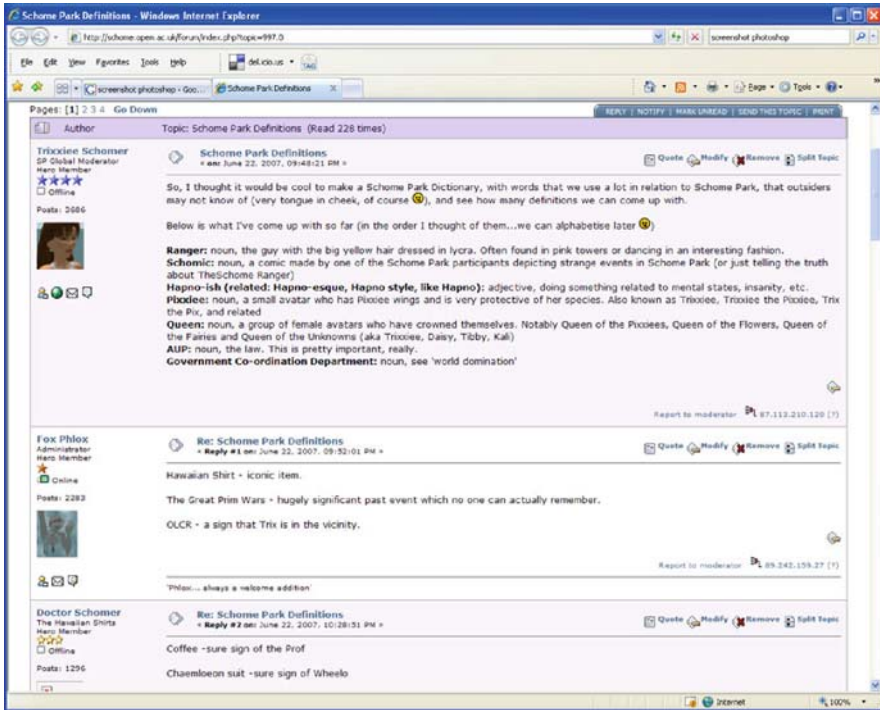 Schome Park Definitions - Windows Internet Explorer
http://schome.open.ac.uk/forum/index.php?topic=997.0
screenshot photoshop
File Edit View Favorites Tools Help
del.icio.us
TAG
screenshot photoshop - Goo...
Schome Park Definitions
Page Tools
Pages: [1] 2 3 4 Go Down
REPLY | NOTIFY | MARK UNREAD | SEND THIS TOPIC | PRINT
Author Topic: Schome Park Definitions (Read 228 times)
Trixxiee Schomer
SP Global Moderator
Hero Member
Offline
Posts: 3686
Schome Park Definitions
« on: June 22, 2007, 09:48:21 PM »
Quote Modify Remove Split Topic
So, I thought it would be cool to make a Schome Park Dictionary, with words that we use a lot in relation to Schome Park, that outsiders
may not know of (very tongue in cheek, of course ), and see how many definitions we can come up with.
Below is what I've come up with so far (in the order I thought of them...we can alphabetise later )
Ranger: noun, the guy with the big yellow hair dressed in lycra. Often found in pink towers or dancing in an interesting fashion.
Schomic: noun, a comic made by one of the Schome Park participants depicting strange events in Schome Park (or just telling the truth
about TheSchome Ranger)
Hapno-ish (related: Hapno-esque, Hapno style, like Hapno): adjective, doing something related to mental states, insanity, etc.
Pixxiee: noun, a small avatar who has Pixxiee wings and is very protective of her species. Also known as Trixxiee, Trixxiee the Pixxiee, Trix
the Pix, and related
Queen: noun, a group of female avatars who have crowned themselves. Notably Queen of the Pixxiees, Queen of the Flowers, Queen of
the Fairies and Queen of the Unknowns (aka Trixxiee, Daisy, Tibby, Kali)
AUP: noun, the law. This is pretty important, really.
Government Co-ordination Department: noun, see 'world domination'
Report to moderator 87.113.210.120 (?)
Fox Phlox
Administrator
Hero Member
Online
Posts: 2283
Re: Schome Park Definitions
« Reply #1 on: June 22, 2007, 09:52:01 PM »
Quote Modify Remove Split Topic
Hawaiian Shirt - iconic item.
The Great Prim Wars - hugely significant past event which no one can actually remember.
OLCR - a sign that Trix is in the vicinity.
Report to moderator 89.242.159.27 (?)
'Phlox... always a welcome addition'
Doctor Schomer
The Hawaiian Shirts
Hero Member
Offline
Posts: 1296
Re: Schome Park Definitions
« Reply #2 on: June 22, 2007, 10:28:51 PM »
Quote Modify Remove Split Topic
Coffee -sure sign of the Prof
Chaemloeon suit -sure sign of Wheelo
Internet 100%